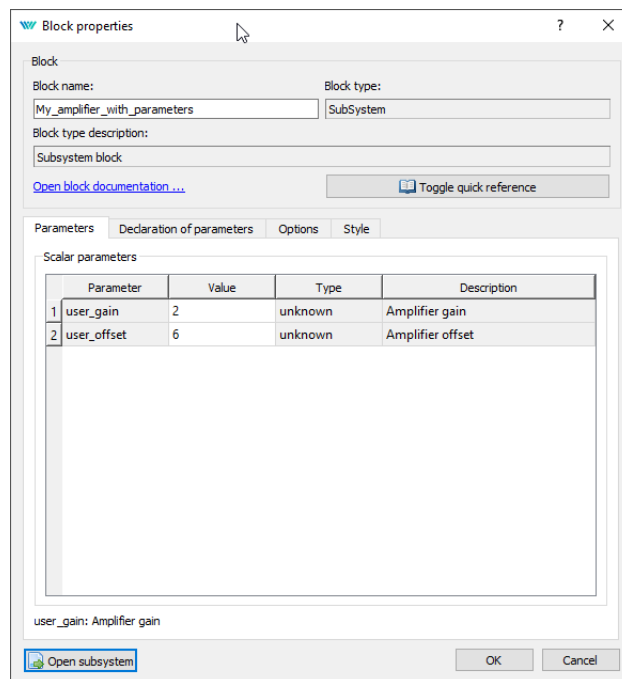 Block properties ?
Block
Block name: Block type:
My_amplifier_with_parameters SubSystem
Block type description:
Subsystem block
Open block documentation ... Toggle quick reference
Parameters Declaration of parameters Options Style
Scalar parameters
Parameter Value Type Description
1 user_gain 2 unknown Amplifier gain
2 user_offset 6 unknown Amplifier offset
user_gain: Amplifier gain
Open subsystem OK Cancel